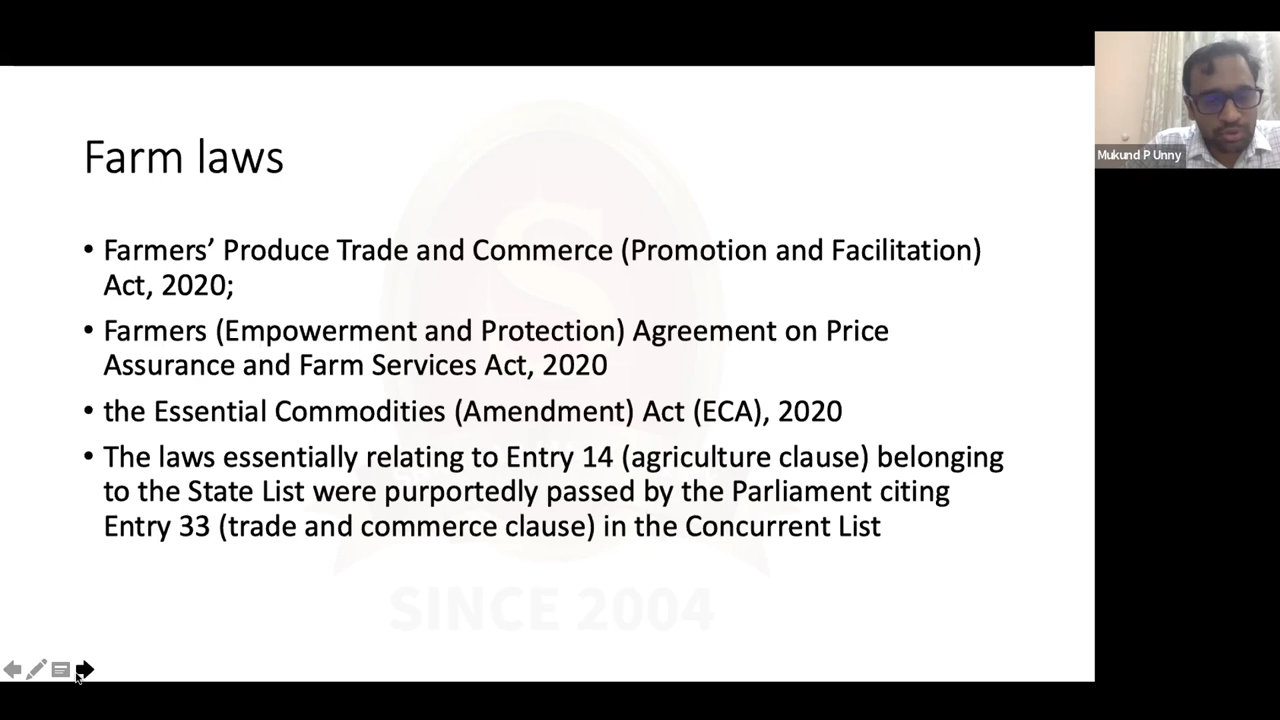 Farm laws
• Farmers’ Produce Trade and Commerce (Promotion and Facilitation)
Act, 2020;
• Farmers (Empowerment and Protection) Agreement on Price
Assurance and Farm Services Act, 2020
• the Essential Commodities (Amendment) Act (ECA), 2020
• The laws essentially relating to Entry 14 (agriculture clause) belonging
to the State List were purportedly passed by the Parliament citing
Entry 33 (trade and commerce clause) in the Concurrent List
SINCE 2004
Mukund P Unny